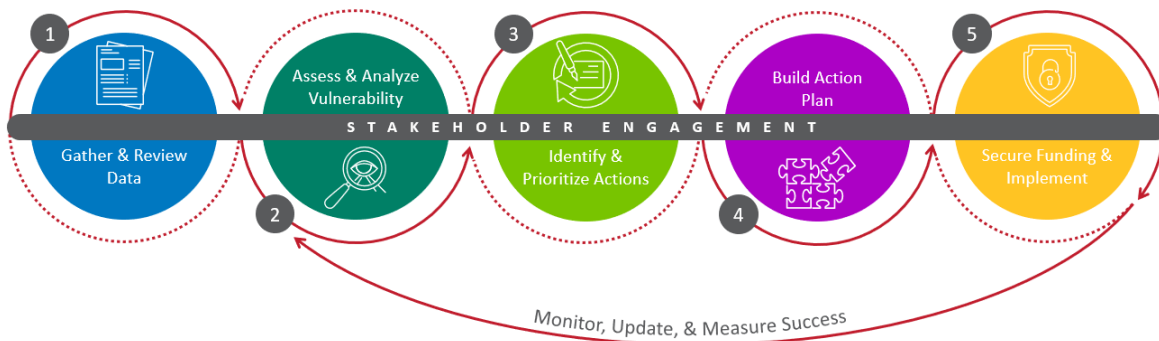 1
Gather & Review
Data
2
Assess & Analyze
Vulnerability
3
Identify &
Prioritize Actions
4
Build Action
Plan
5
Secure Funding &
Implement
STAKEHOLDER ENGAGEMENT
Monitor, Update, & Measure Success